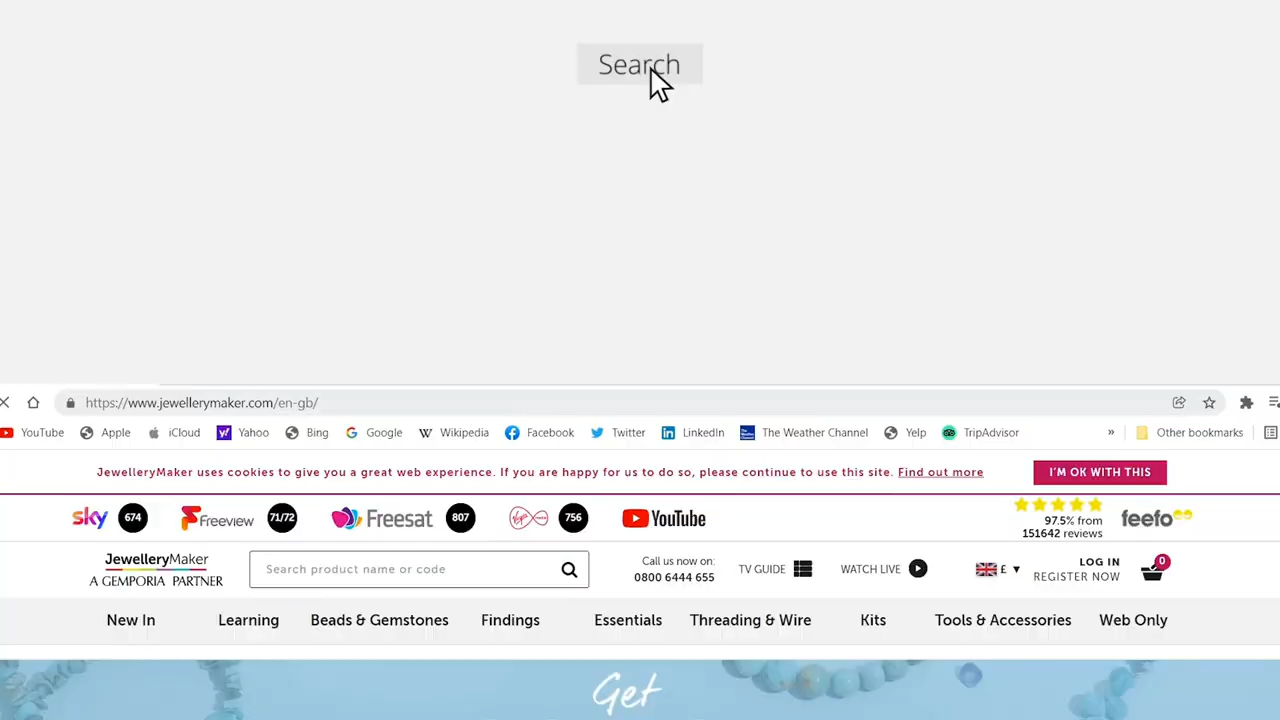 Search
https://www.jewellerymaker.com/en-gb/
YouTube Apple iCloud Yahoo Bing Google Wikipedia Facebook Twitter LinkedIn The Weather Channel Yelp TripAdvisor » Other bookmarks
JewelleryMaker uses cookies to give you a great web experience. If you are happy for us to do so, please continue to use this site. Find out more I'M OK WITH THIS
sky 674 Freeview 71/72 Freesat 807 756 YouTube
97.5% from
151642 reviews
feefo
JewelleryMaker
A GEMPORIA PARTNER
Search product name or code
Call us now on:
0800 6444 655
TV GUIDE WATCH LIVE £ ▼
LOG IN
REGISTER NOW
0
New In Learning Beads & Gemstones Findings Essentials Threading & Wire Kits Tools & Accessories Web Only
Get